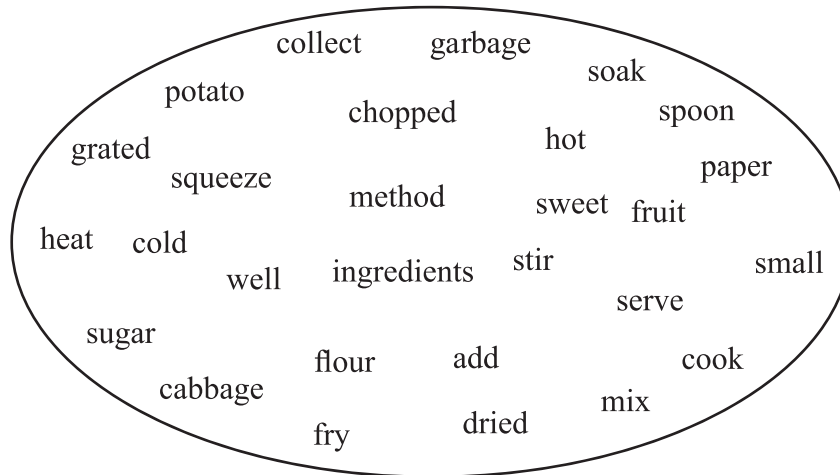 collect garbage
soak
potato
chopped spoon
hot
grated
paper
squeeze
method sweet fruit
heat cold
stir small
well ingredients
serve
sugar
flour add cook
cabbage
mix
fry dried